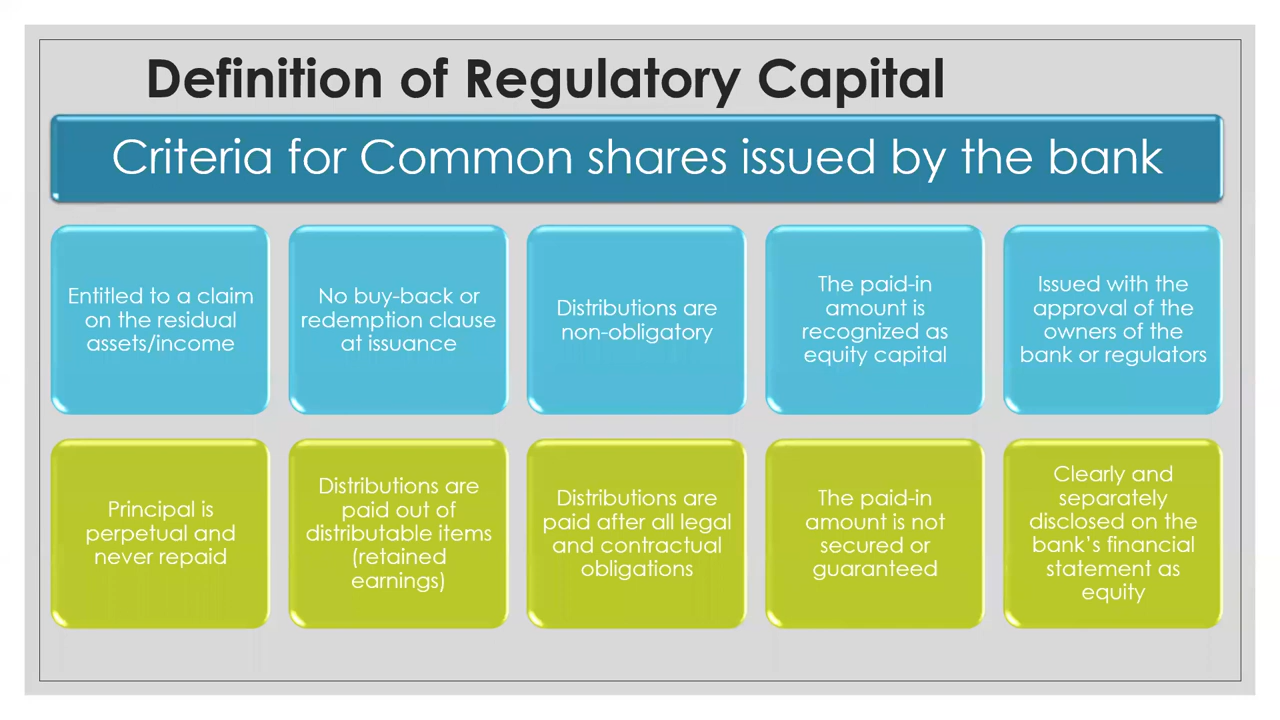 Definition of Regulatory Capital
Criteria for Common shares issued by the bank
Entitled to a claim
on the residual
assets/income
No buy-back or
redemption clause
at issuance
Distributions are
non-obligatory
The paid-in
amount is
recognized as
equity capital
Issued with the
approval of the
owners of the
bank or regulators
Principal is
perpetual and
never repaid
Distributions are
paid out of
distributable items
(retained
earnings)
Distributions are
paid after all legal
and contractual
obligations
The paid-in
amount is not
secured or
guaranteed
Clearly and
separately
disclosed on the
bank’s financial
statement as
equity